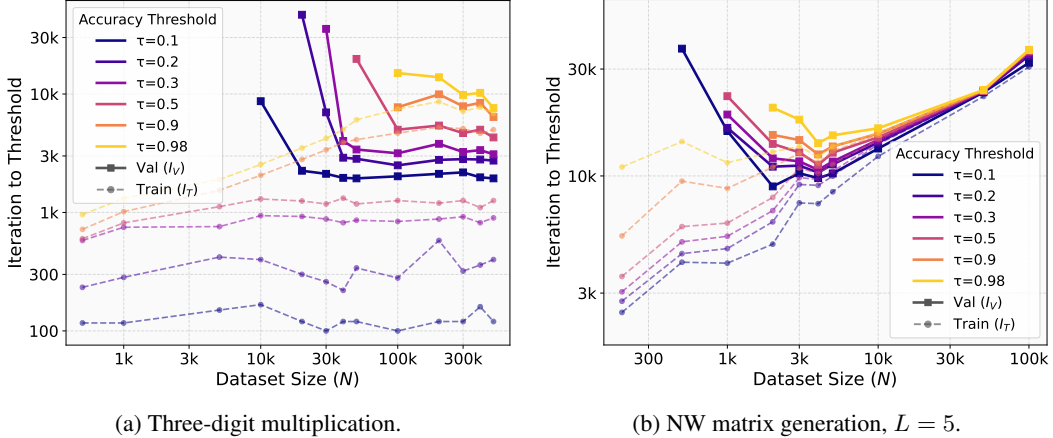 Accuracy Threshold
τ=0.1
τ=0.2
τ=0.3
τ=0.5
τ=0.9
τ=0.98
Val (I_V)
Train (I_T)
30k
10k
3k
1k
300
100
Iteration to Threshold
1k
10k
30k
100k
300k
Dataset Size (N)
(a) Three-digit multiplication.
30k
10k
3k
Iteration to Threshold
Accuracy Threshold
τ=0.1
τ=0.2
τ=0.3
τ=0.5
τ=0.9
τ=0.98
Val (I_V)
Train (I_T)
300
1k
3k
10k
30k
100k
Dataset Size (N)
(b) NW matrix generation, L = 5.